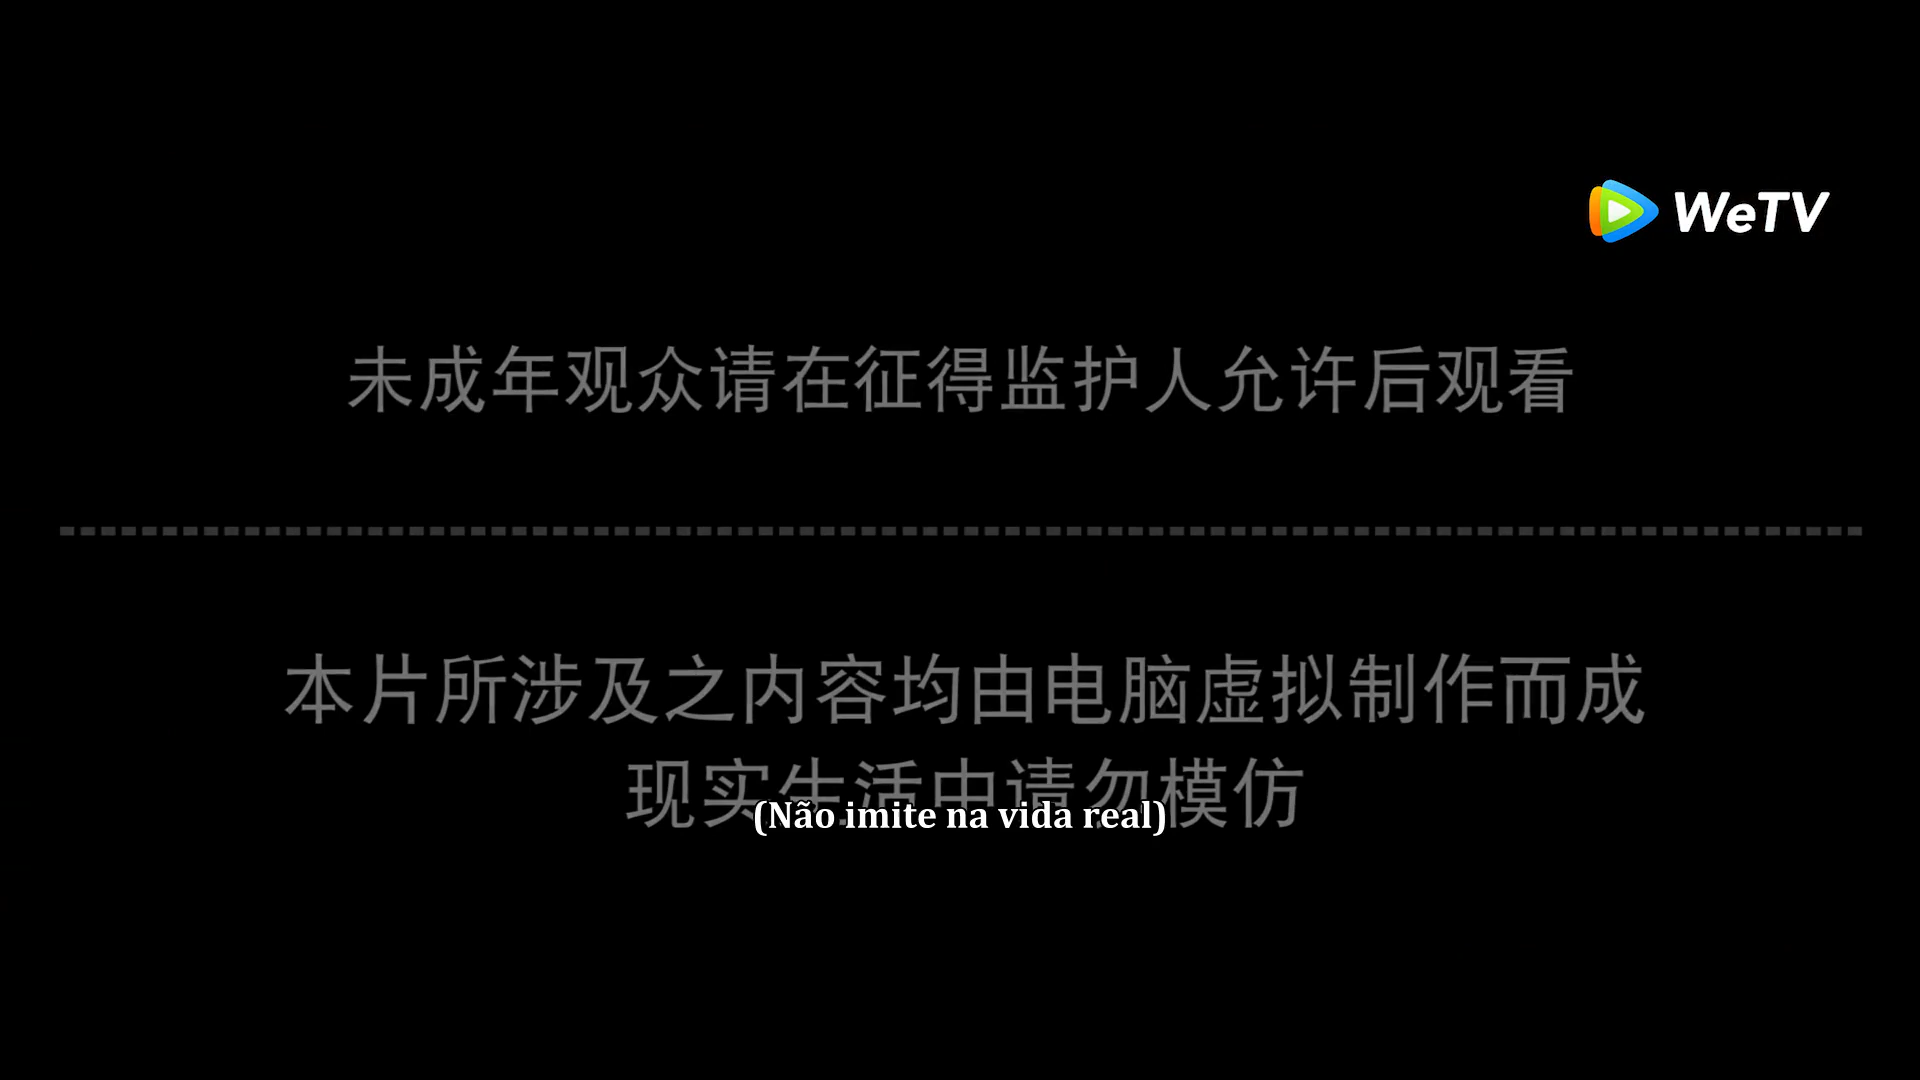 WeTV
未成年观众请在征得监护人允许后观看
本片所涉及之内容均由电脑虚拟制作而成
现实生活中请勿模仿
(Não imite na vida real)